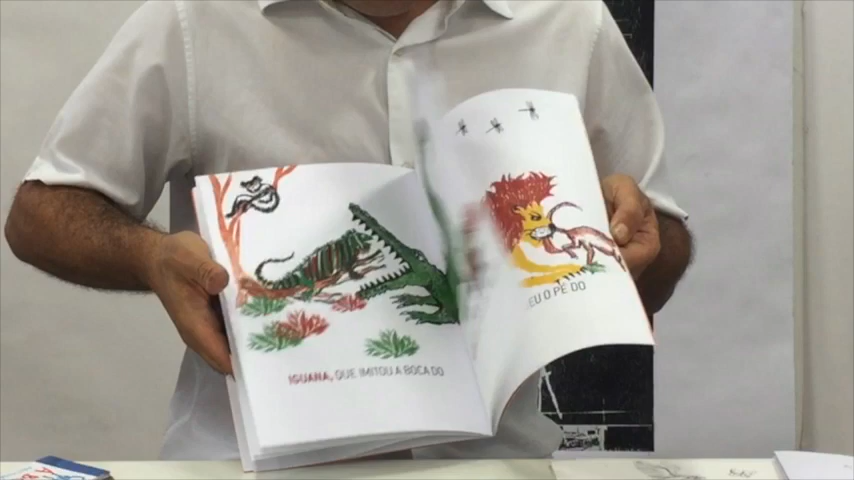 IGUANA, QUE IMITOU A BOCA DO
EU O PÉ DO